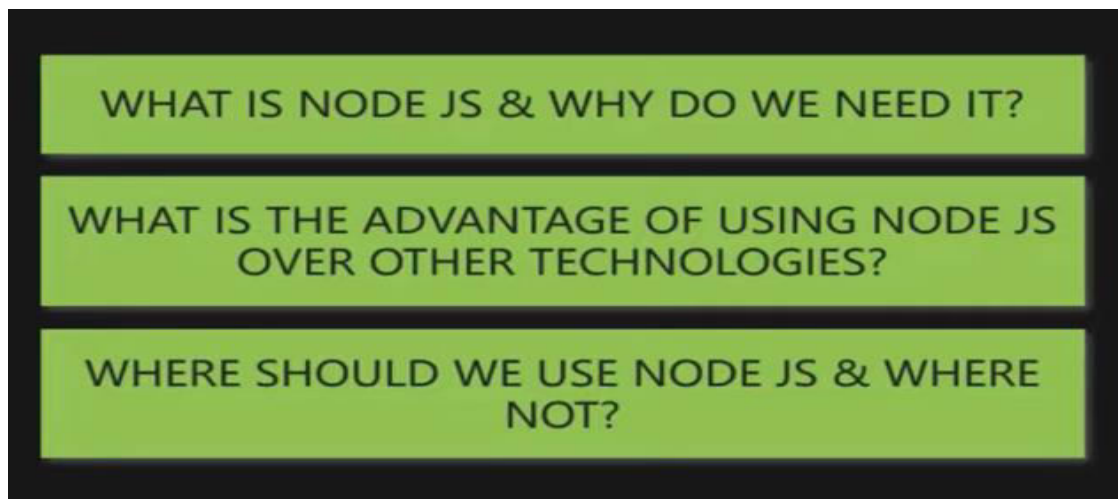 WHAT IS NODE JS & WHY DO WE NEED IT?
WHAT IS THE ADVANTAGE OF USING NODE JS
OVER OTHER TECHNOLOGIES?
WHERE SHOULD WE USE NODE JS & WHERE
NOT?